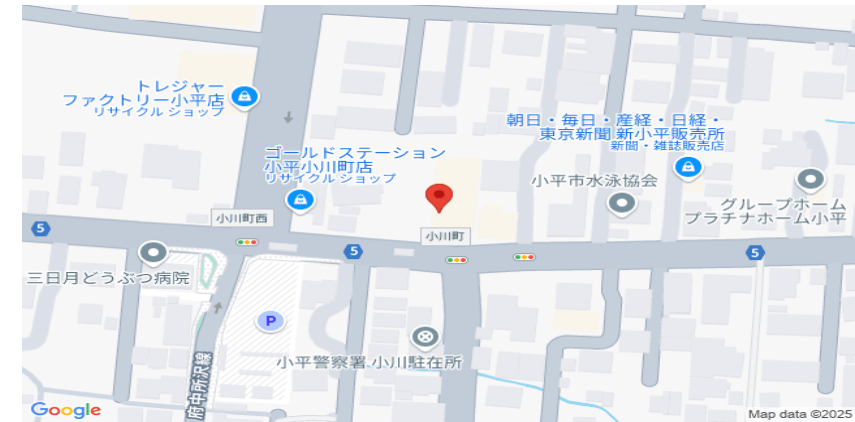 トレジャー
ファクトリー小平店
リサイクル ショップ
朝日・毎日・産経・日経・
東京新聞 新小平販売所
新聞・雑誌販売店
ゴールドステーション
小平小川町店
リサイクル ショップ
小平市水泳協会
グループホーム
プラチナホーム小平
小川町西
5
小川町
5
5
三日月どうぶつ病院
P
小平警察署 小川駐在所
府中所沢線
Google
Map data ©2025